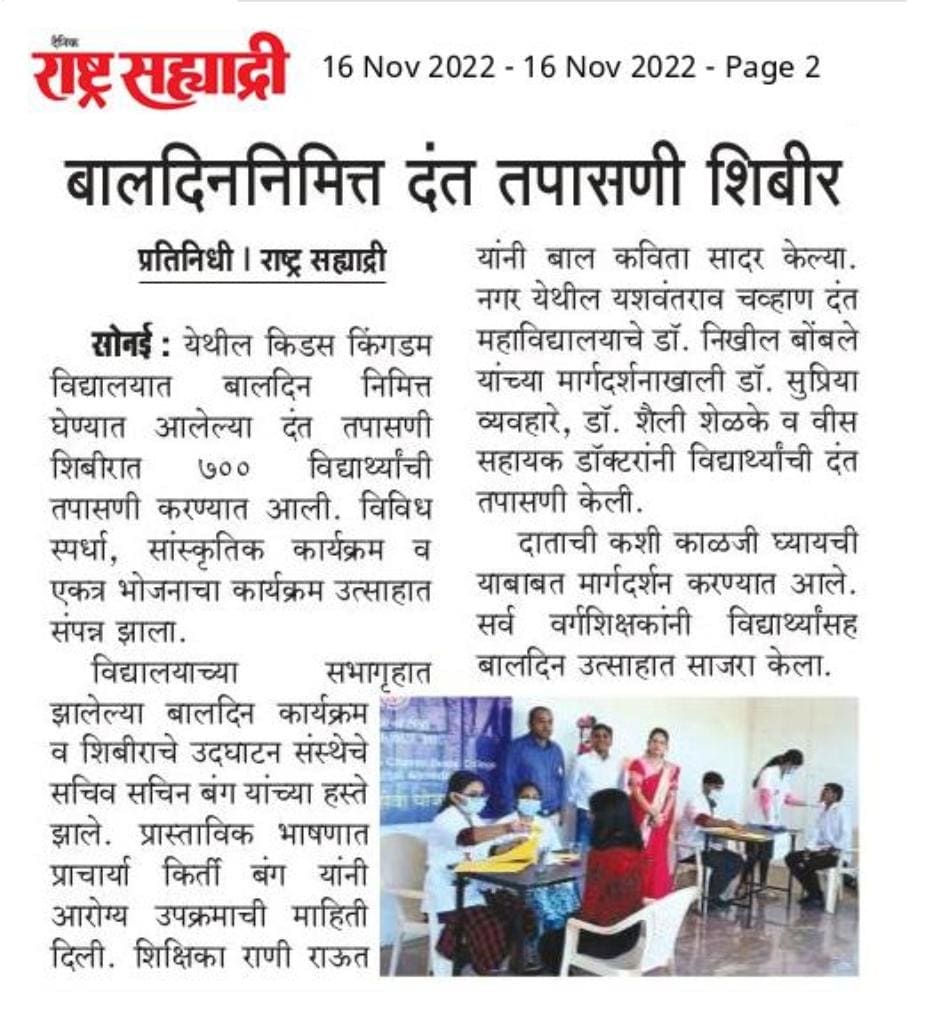 दैनिक
राष्ट्र सह्याद्री
16 Nov 2022 - 16 Nov 2022 - Page 2
बालदिननिमित्त दंत तपासणी शिबीर
प्रतिनिधी । राष्ट्र सह्याद्री
सोनई : येथील किडस किंगडम
विद्यालयात बालदिन निमित्त
घेण्यात आलेल्या दंत तपासणी
शिबीरात ७०० विद्यार्थ्यांची
तपासणी करण्यात आली. विविध
स्पर्धा, सांस्कृतिक कार्यक्रम व
एकत्र भोजनाचा कार्यक्रम उत्साहात
संपन्न झाला.
विद्यालयाच्या सभागृहात
झालेल्या बालदिन कार्यक्रम
व शिबीराचे उदघाटन संस्थेचे
सचिव सचिन बंग यांच्या हस्ते
झाले. प्रास्ताविक भाषणात
प्राचार्या किर्ती बंग यांनी
आरोग्य उपक्रमाची माहिती
दिली. शिक्षिका राणी राऊत
यांनी बाल कविता सादर केल्या.
नगर येथील यशवंतराव चव्हाण दंत
महाविद्यालयाचे डॉ. निखील बोंबले
यांच्या मार्गदर्शनाखाली डॉ. सुप्रिया
व्यवहारे, डॉ. शैली शेळके व वीस
सहायक डॉक्टरांनी विद्यार्थ्यांची दंत
तपासणी केली.
दाताची कशी काळजी घ्यायची
याबाबत मार्गदर्शन करण्यात आले.
सर्व वर्गशिक्षकांनी विद्यार्थ्यांसह
बालदिन उत्साहात साजरा केला.
Chavan Dental College